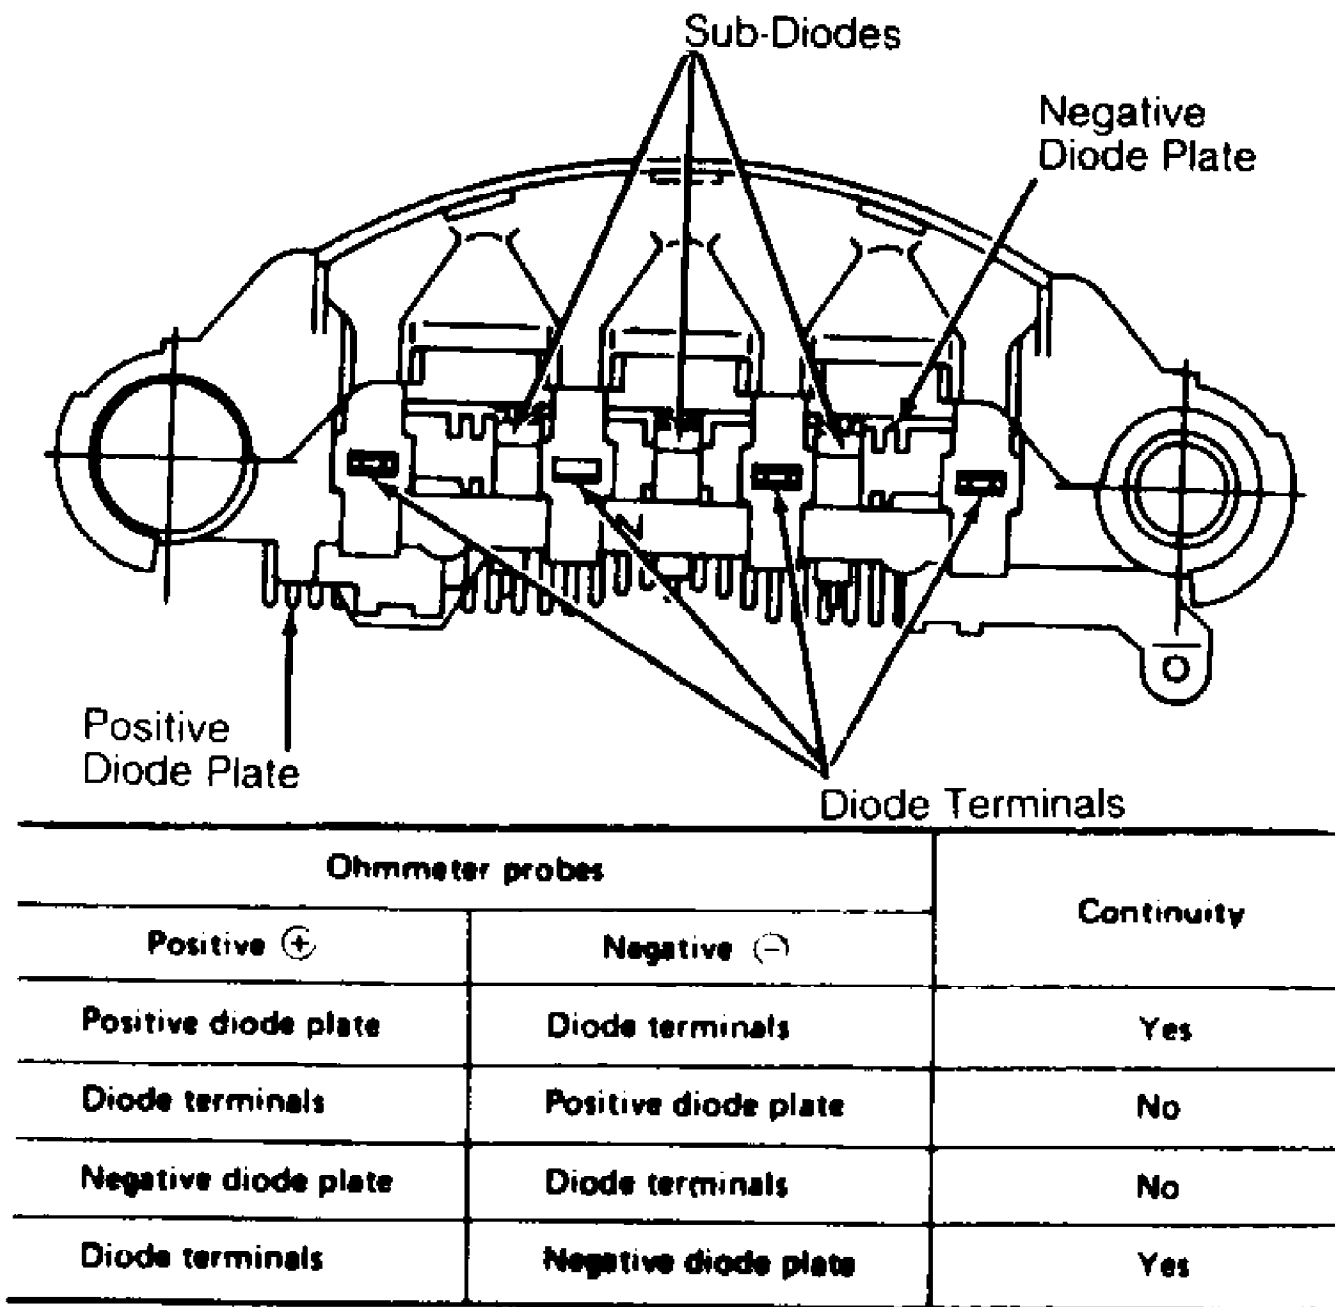 Sub-Diodes
Negative
Diode Plate
N
Positive
Diode Plate
Diode Terminals
Ohmmeter probes
Continuity
Positive ⊕
Negative ⊖
Positive diode plate
Diode terminals
Yes
Diode terminals
Positive diode plate
No
Negative diode plate
Diode terminals
No
Diode terminals
Negative diode plate
Yes